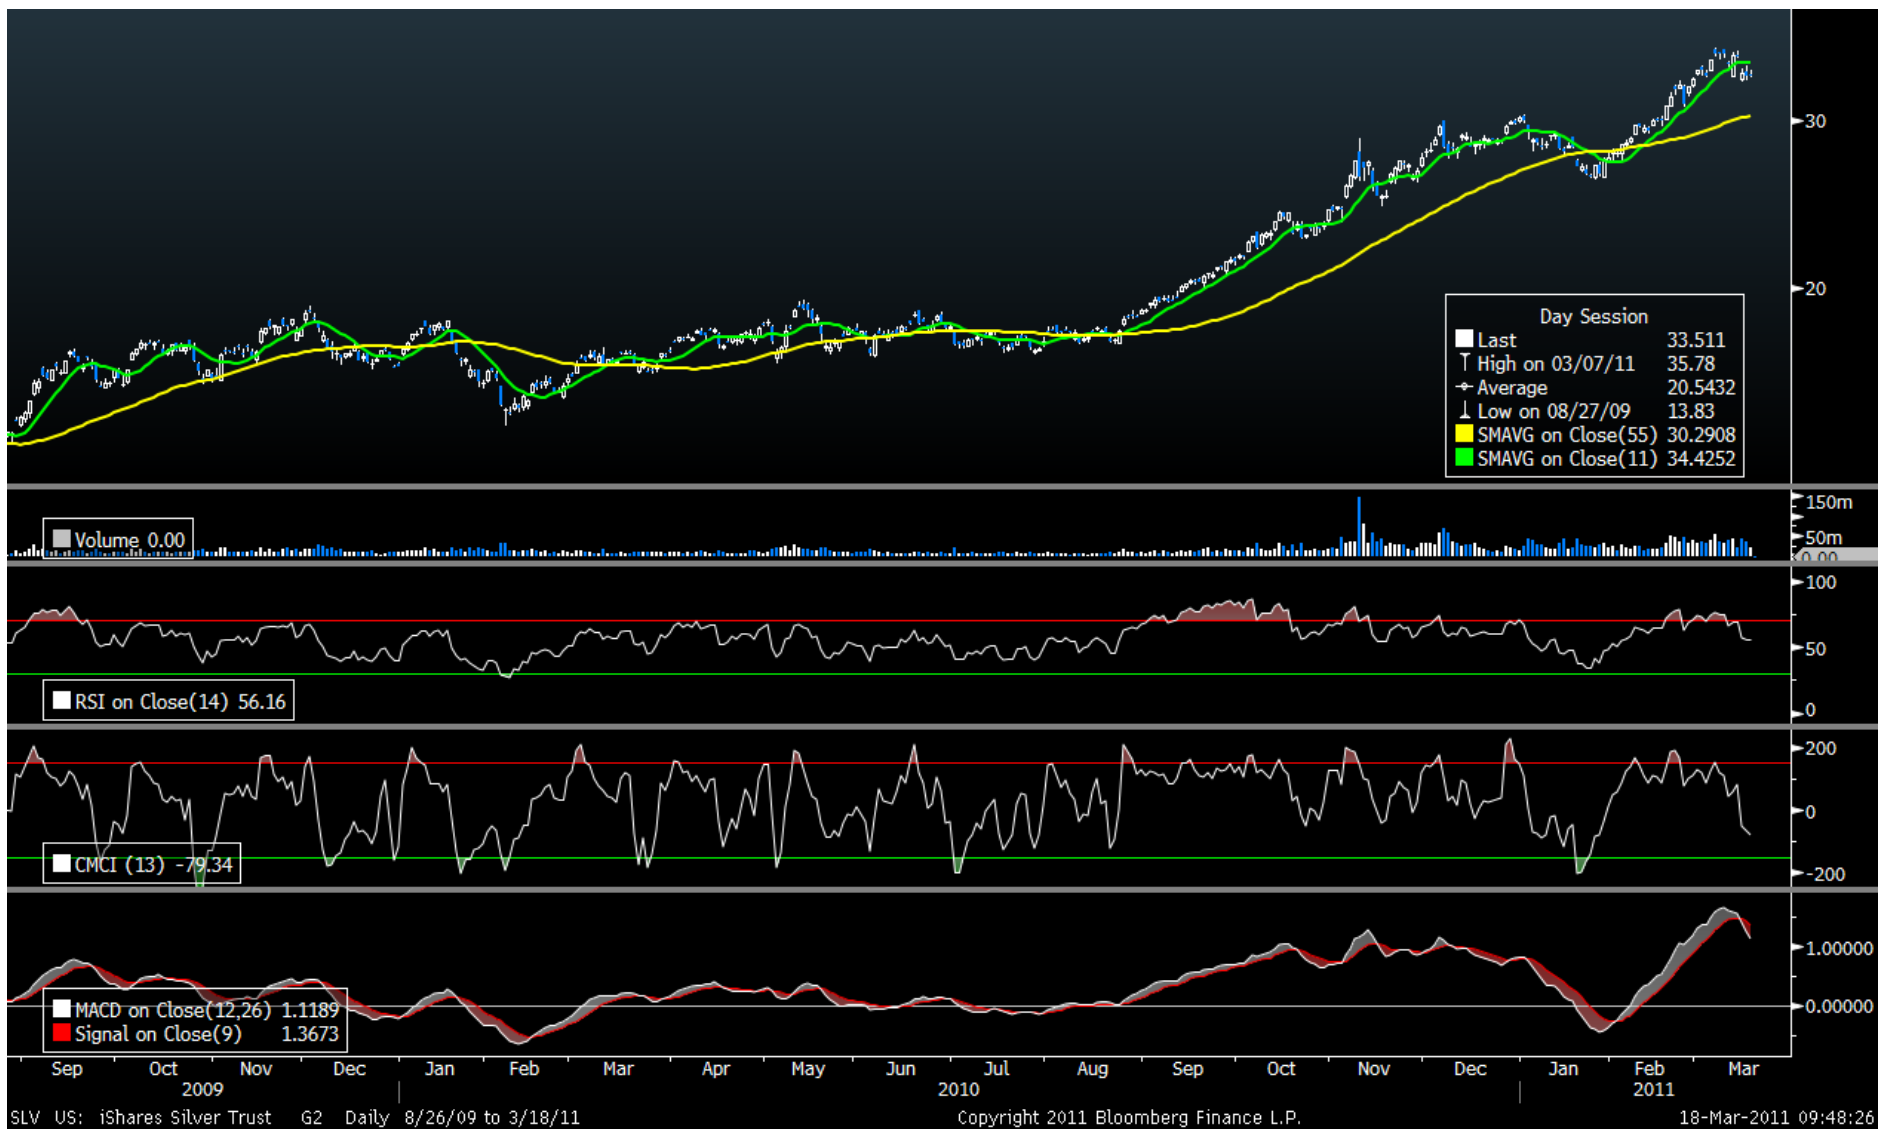 30
20
Day Session
Last 33.511
High on 03/07/11 35.78
Average 20.5432
Low on 08/27/09 13.83
SMAVG on Close(55) 30.2908
SMAVG on Close(11) 34.4252
150m
Volume 0.00
50m
0.00
100
50
RSI on Close(14) 56.16
0
200
0
CMCI (13) -79.34
-200
1.00000
MACD on Close(12,26) 1.1189
0.00000
Signal on Close(9) 1.3673
Sep Oct Nov Dec Jan Feb Mar Apr May Jun Jul Aug Sep Oct Nov Dec Jan Feb Mar
2009 2010 2011
SLV US: iShares Silver Trust G2 Daily 8/26/09 to 3/18/11 Copyright 2011 Bloomberg Finance L.P. 18-Mar-2011 09:48:26